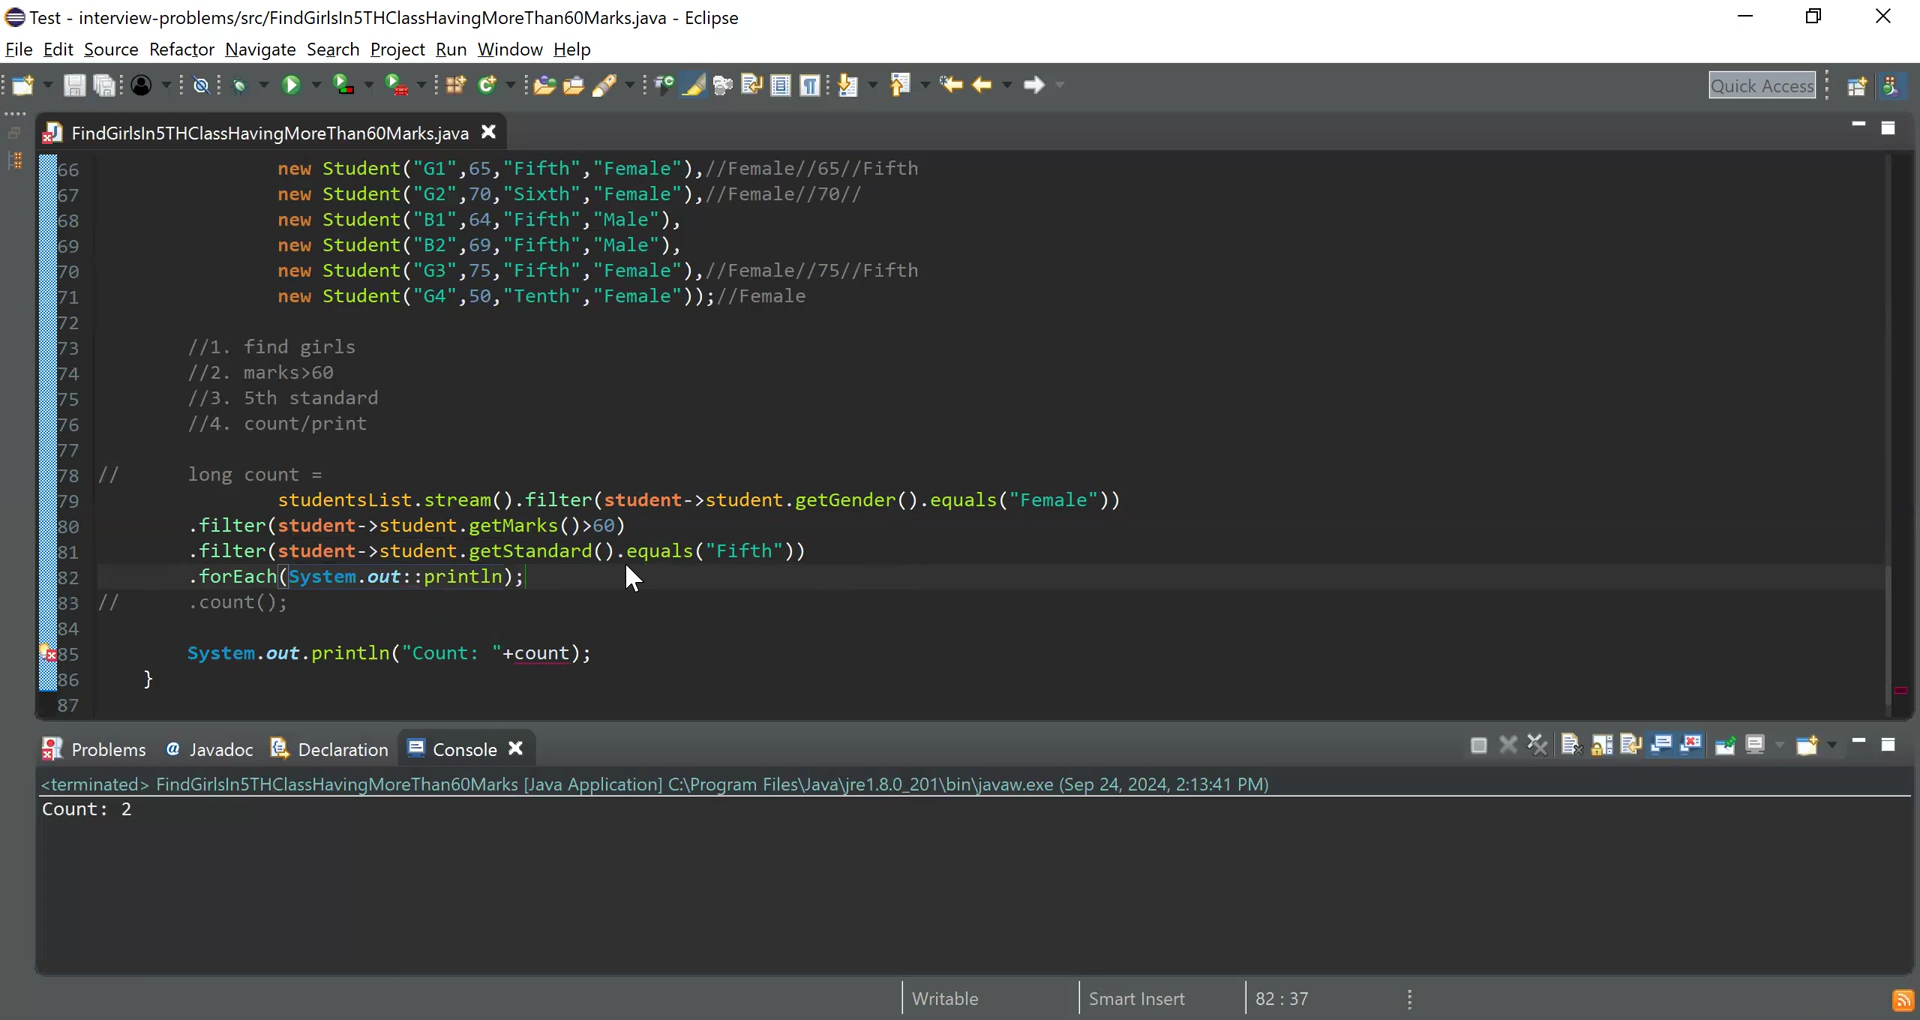 Test - interview-problems/src/FindGirlsIn5THClassHavingMoreThan60Marks.java - Eclipse
File Edit Source Refactor Navigate Search Project Run Window Help
Quick Access
FindGirlsIn5THClassHavingMoreThan60Marks.java
66 new Student("G1",65,"Fifth","Female"),//Female//65//Fifth
67 new Student("G2",70,"Sixth","Female"),//Female//70//
68 new Student("B1",64,"Fifth","Male"),
69 new Student("B2",69,"Fifth","Male"),
70 new Student("G3",75,"Fifth","Female"),//Female//75//Fifth
71 new Student("G4",50,"Tenth","Female"));//Female
72
73 //1. find girls
74 //2. marks>60
75 //3. 5th standard
76 //4. count/print
77
78 // long count =
79 studentsList.stream().filter(student->student.getGender().equals("Female"))
80 .filter(student->student.getMarks()>60)
81 .filter(student->student.getStandard().equals("Fifth"))
82 .forEach(System.out::println);
83 // .count();
84
85 System.out.println("Count: "+count);
86 }
87
Problems Javadoc Declaration Console
<terminated> FindGirlsIn5THClassHavingMoreThan60Marks [Java Application] C:\Program Files\Java\jre1.8.0_201\bin\javaw.exe (Sep 24, 2024, 2:13:41 PM)
Count: 2
Writable Smart Insert 82 : 37